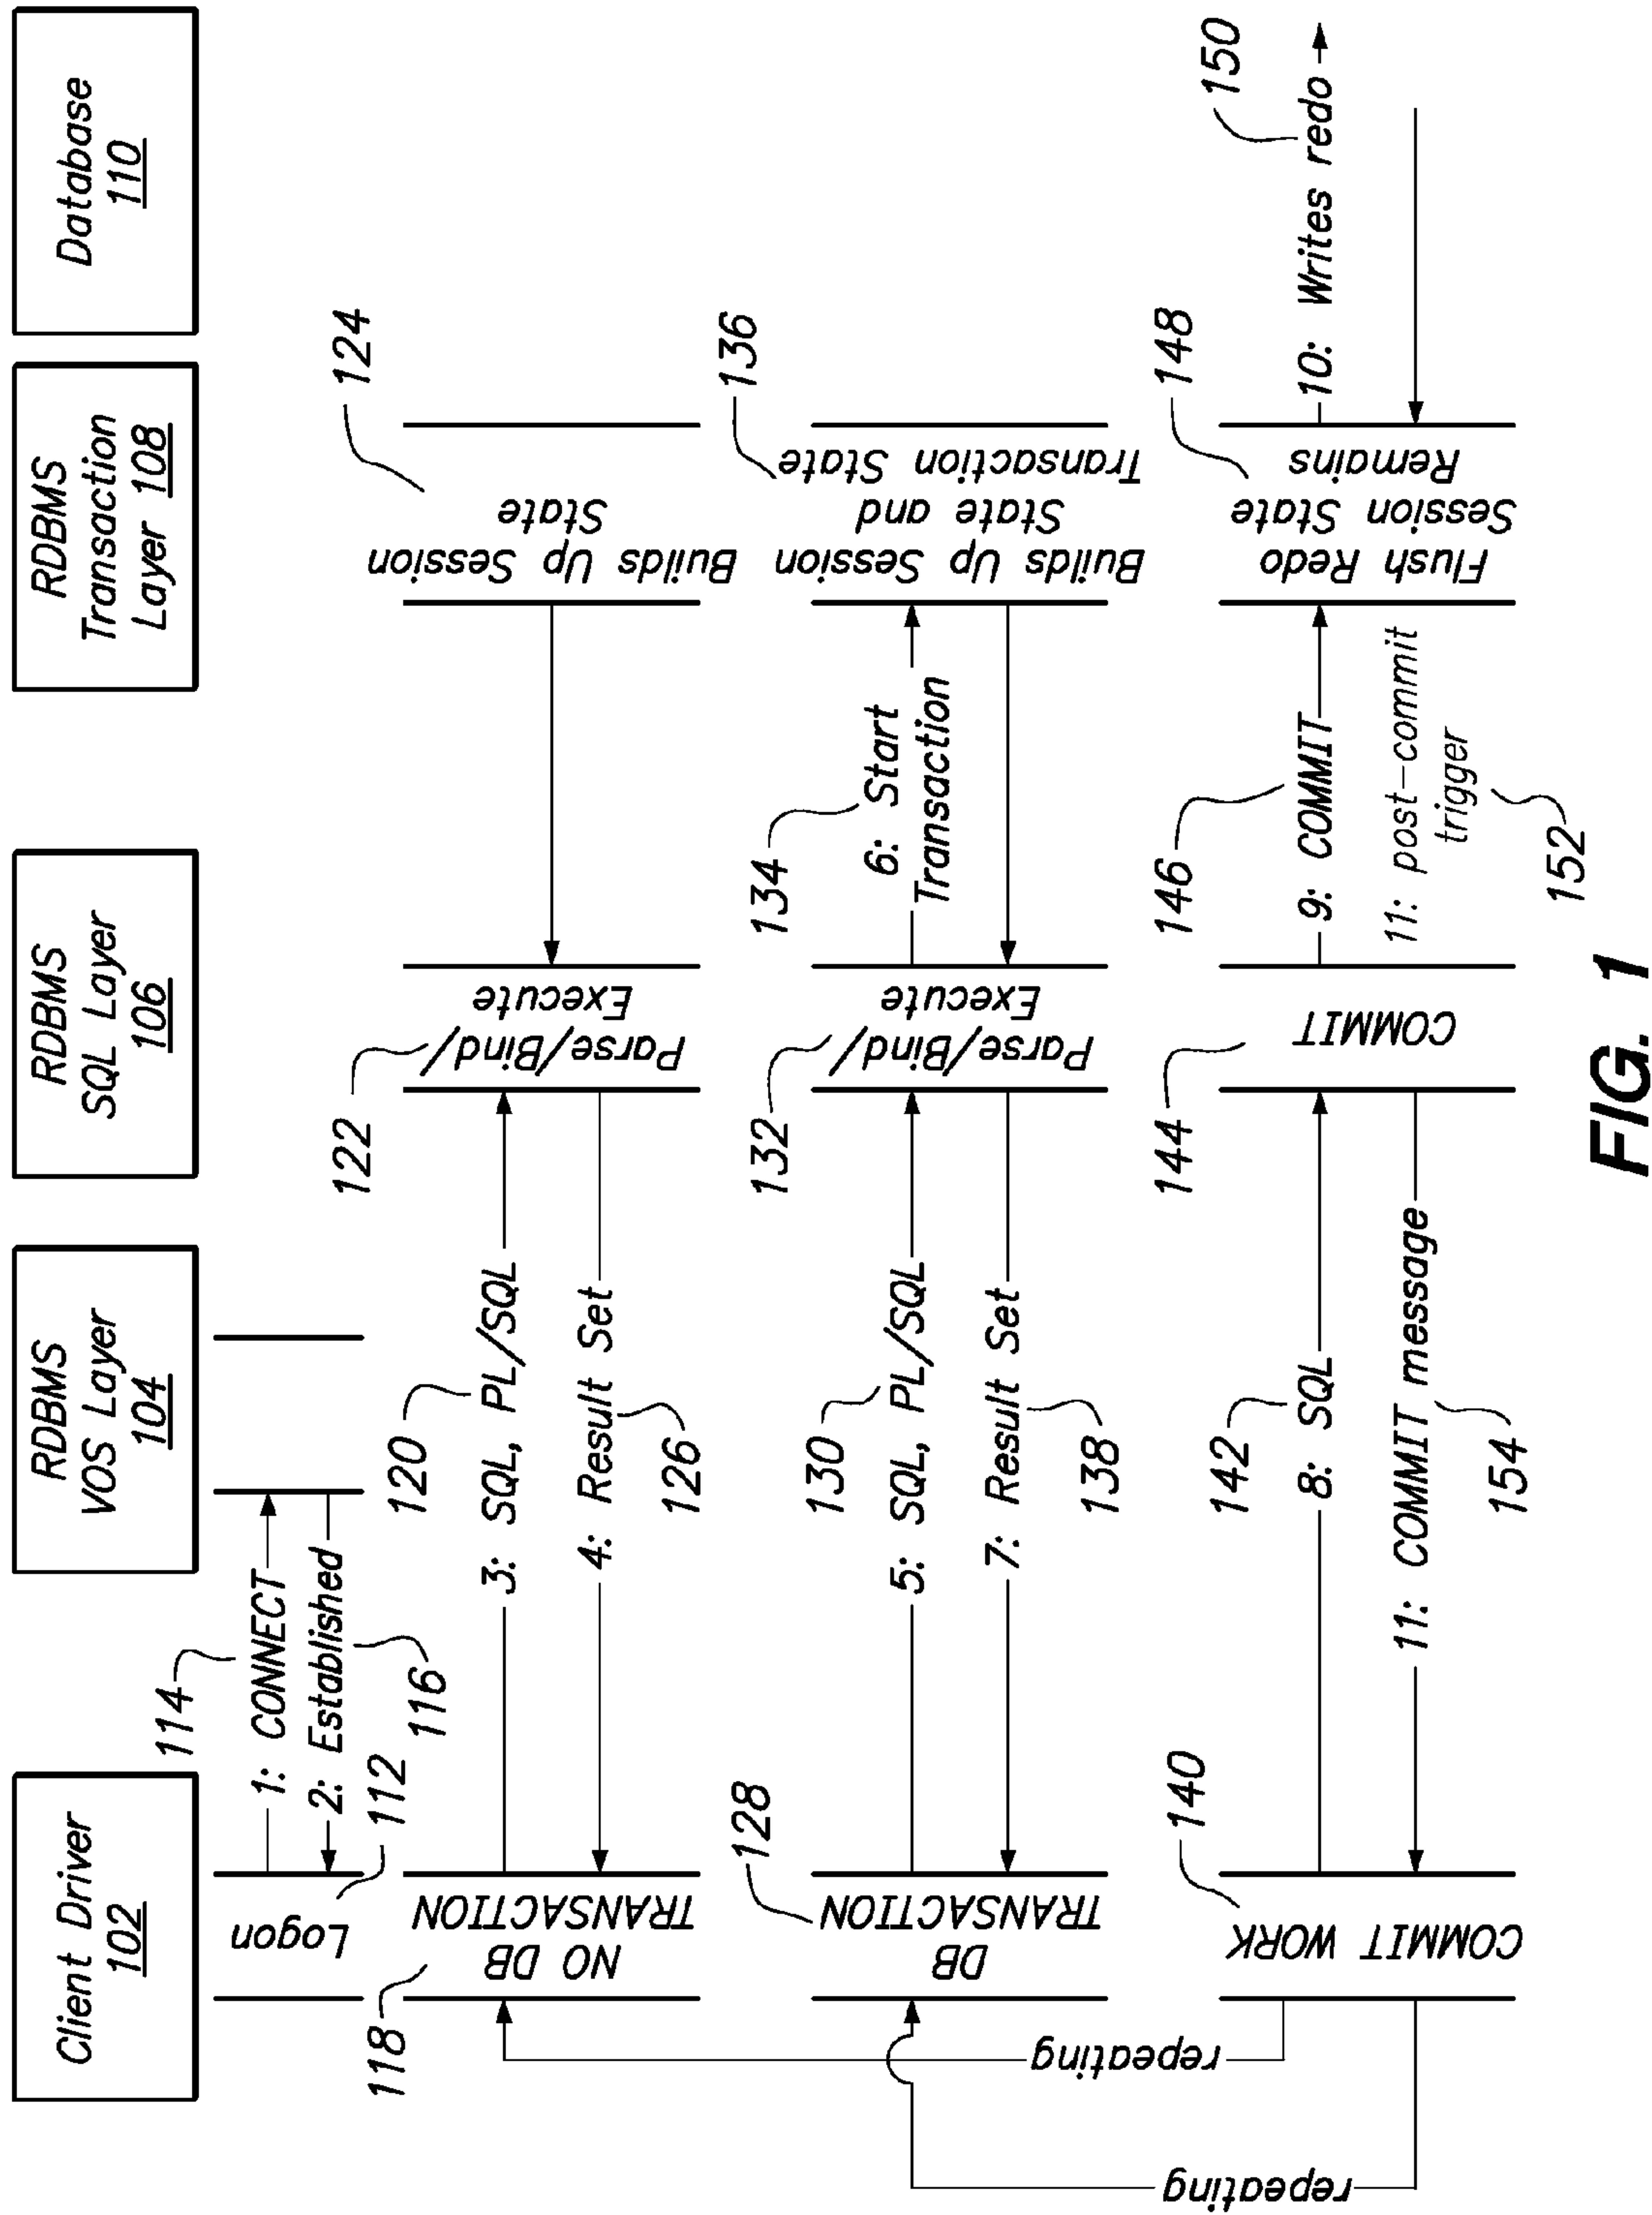 Client Driver
102
RDBMS
VOS Layer
104
RDBMS
SQL Layer
106
RDBMS
Transaction
Layer 108
Database
110
114
1: CONNECT
2: Established
116
Logon
112
118
NO DB
TRANSACTION
120
3: SQL, PL/SQL
4: Result Set
126
122
Parse/Bind/
Execute
124
Builds Up Session
State
128
DB
TRANSACTION
130
5: SQL, PL/SQL
7: Result Set
138
132
Parse/Bind/
Execute
134
6: Start
Transaction
136
Builds Up Session
State and
Transaction State
140
COMMIT WORK
142
8: SQL
11: COMMIT message
154
144
COMMIT
146
9: COMMIT
11: post-commit
trigger
152
148
Flush Redo
Session State
Remains
150
10: Writes redo
repeating
repeating
FIG. 1